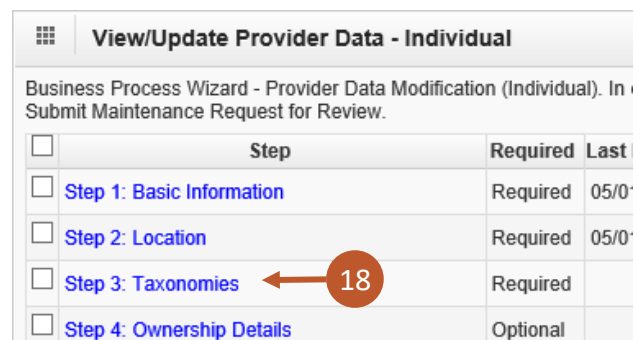 View/Update Provider Data - Individual
Business Process Wizard - Provider Data Modification (Individual). In
Submit Maintenance Request for Review.
Step Required Last
Step 1: Basic Information Required 05/01
Step 2: Location Required 05/01
Step 3: Taxonomies 18 Required
Step 4: Ownership Details Optional